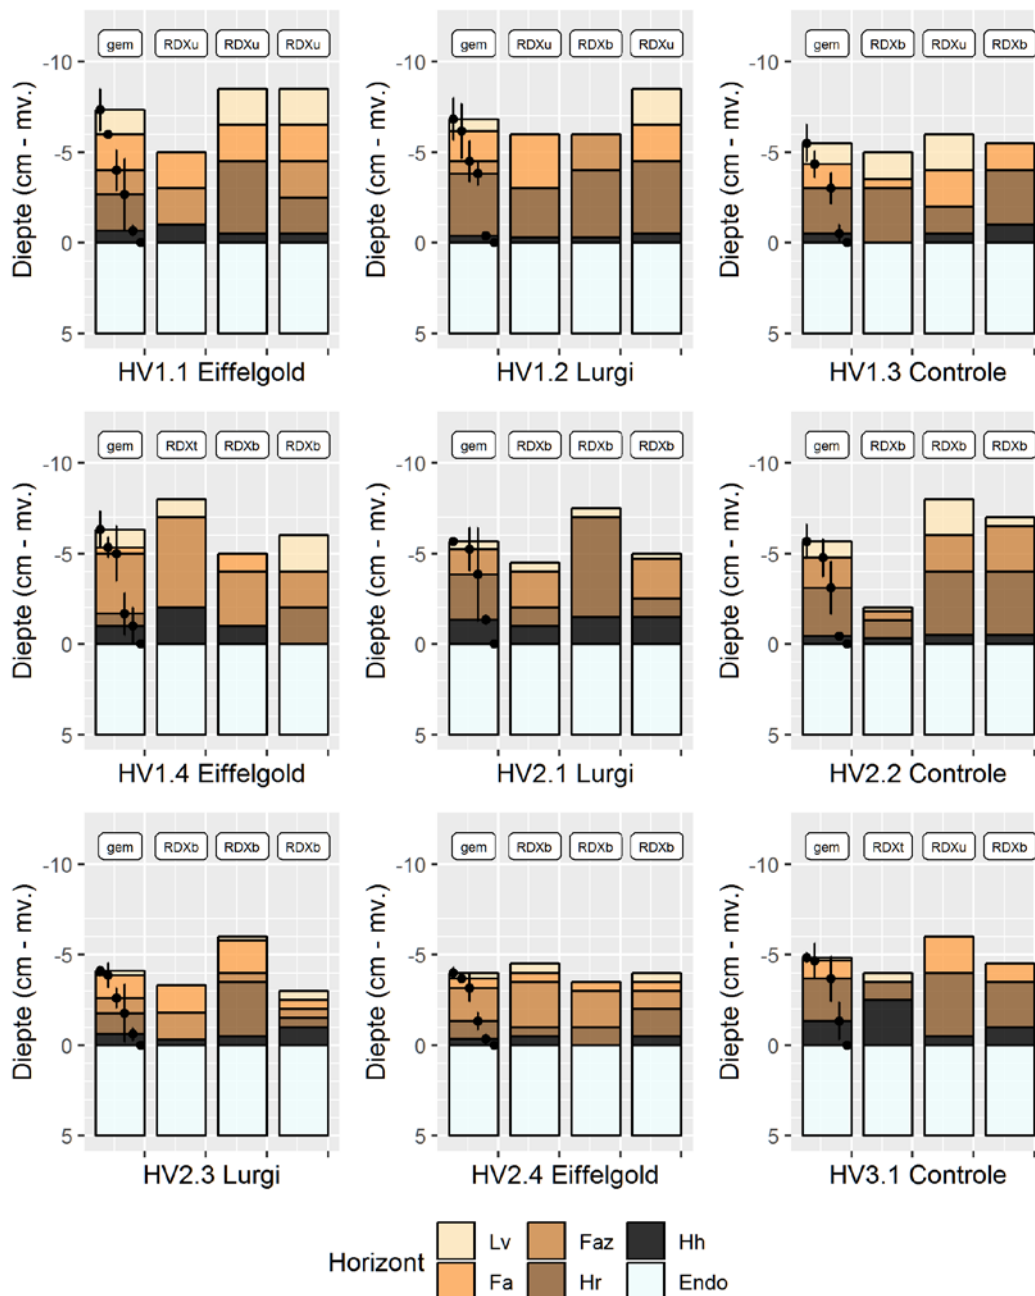 gem RDXu RDXu RDXu
gem RDXu RDXb RDXu
gem RDXb RDXu RDXb
Diepte (cm - mv.)
-10
-5
0
5
Diepte (cm - mv.)
-10
-5
0
5
Diepte (cm - mv.)
-10
-5
0
5
HV1.1 Eiffelgold
HV1.2 Lurgi
HV1.3 Controle
gem RDXt RDXb RDXb
gem RDXb RDXb RDXb
gem RDXb RDXb RDXb
Diepte (cm - mv.)
-10
-5
0
5
Diepte (cm - mv.)
-10
-5
0
5
Diepte (cm - mv.)
-10
-5
0
5
HV1.4 Eiffelgold
HV2.1 Lurgi
HV2.2 Controle
gem RDXb RDXb RDXb
gem RDXb RDXb RDXb
gem RDXt RDXu RDXb
Diepte (cm - mv.)
-10
-5
0
5
Diepte (cm - mv.)
-10
-5
0
5
Diepte (cm - mv.)
-10
-5
0
5
HV2.3 Lurgi
HV2.4 Eiffelgold
HV3.1 Controle
Horizont
Lv
Fa
Faz
Hr
Hh
Endo